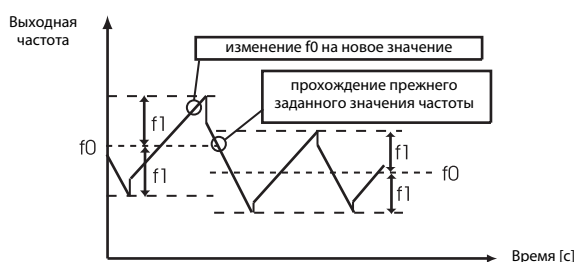 Выходная
частота
изменение f0 на новое значение
прохождение прежнего
заданного значения частоты
f1
f1
f0
f1
f1
f0
Время [с]